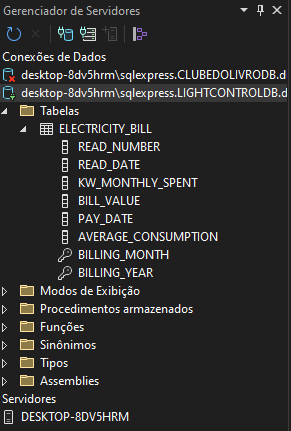 Gerenciador de Servidores
Conexões de Dados
desktop-8dv5hrm\sqlexpress.CLUBEDOLIVRODB.d
desktop-8dv5hrm\sqlexpress.LIGHTCONTROLDB.d
Tabelas
ELECTRICITY_BILL
READ_NUMBER
READ_DATE
KW_MONTHLY_SPENT
BILL_VALUE
PAY_DATE
AVERAGE_CONSUMPTION
BILLING_MONTH
BILLING_YEAR
Modos de Exibição
Procedimentos armazenados
Funções
Sinônimos
Tipos
Assemblies
Servidores
DESKTOP-8DV5HRM